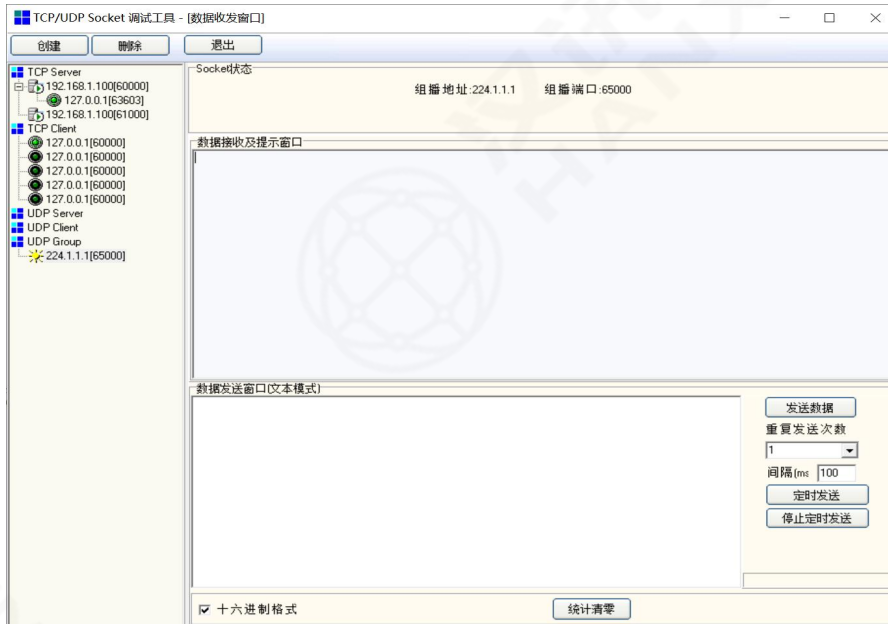 TCP/UDP Socket 调试工具 - [数据收发窗口]
创建 删除 退出
TCP Server
192.168.1.100[60000]
127.0.0.1[63603]
192.168.1.100[61000]
TCP Client
127.0.0.1[60000]
127.0.0.1[60000]
127.0.0.1[60000]
127.0.0.1[60000]
127.0.0.1[60000]
UDP Server
UDP Client
UDP Group
224.1.1.1[65000]
Socket状态
组播地址:224.1.1.1 组播端口:65000
数据接收及提示窗口
数据发送窗口(文本模式)
发送数据
重复发送次数
1
间隔(ms 100
定时发送
停止定时发送
十六进制格式 统计清零